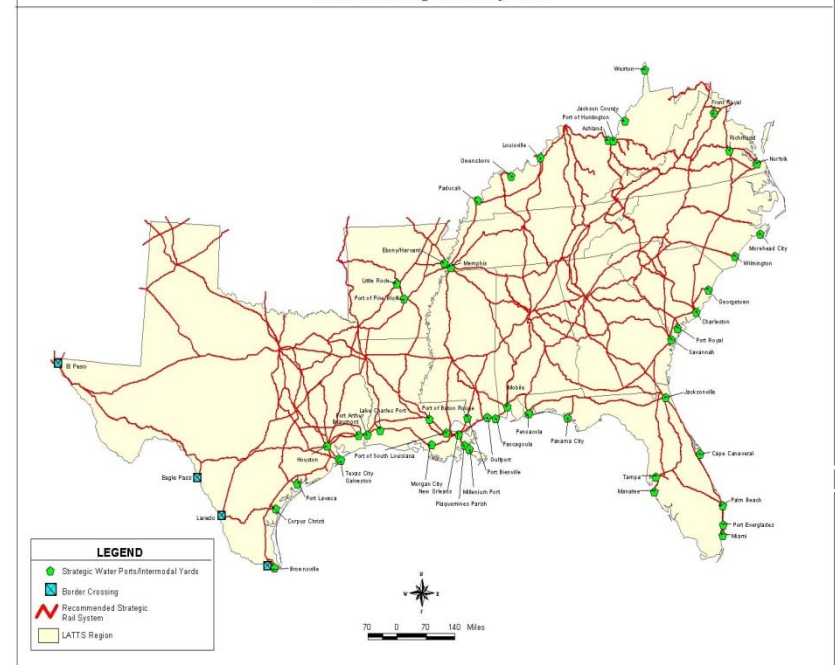 Weirton
Jackson County
Port of Huntington
Ashland
Front Royal
Richmond
Norfolk
Louisville
Owensboro
Paducah
Morehead City
Wilmington
Ebony/Harvard
Memphis
Little Rock
Port of Pine Bluff
Georgetown
Charleston
Port Royal
Savannah
El Paso
Jacksonville
Mobile
Port of Baton Rouge
Lake Charles Port
Port Arthur
Beaumont
Pensacola
Panama City
Pascagoula
Gulfport
Port Bienville
Cape Canaveral
Houston
Port of South Louisiana
Texas City
Galveston
Morgan City
New Orleans
Millenium Port
Plaquemines Parish
Tampa
Manatee
Eagle Pass
Port Lavaca
Palm Beach
Laredo
Corpus Christi
Port Everglades
Miami
Brownsville
LEGEND
Strategic Water Ports/Intermodal Yards
Border Crossing
Recommended Strategic
Rail System
LATTS Region
N
W
E
70 0 70 140 Miles